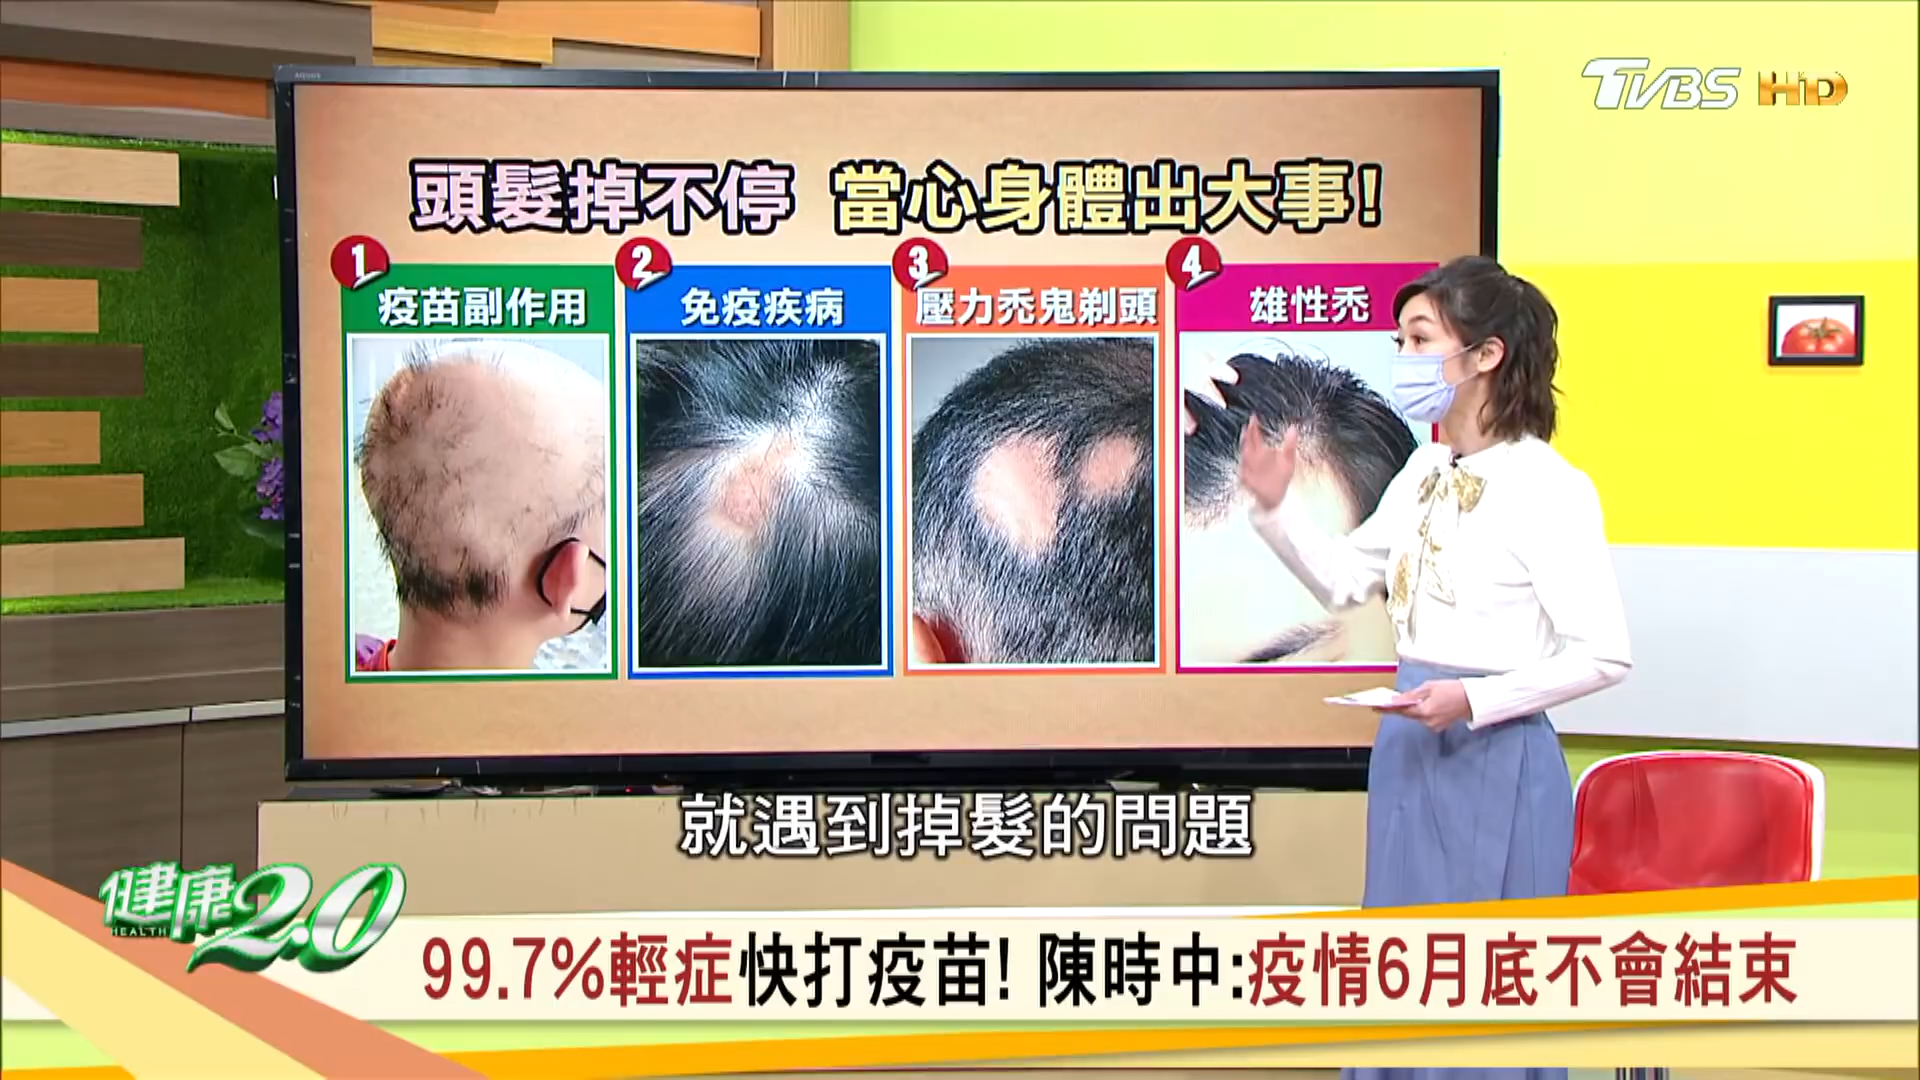 TVBS HD
頭髮掉不停 當心身體出大事!
1 疫苗副作用
2 免疫疾病
3 壓力禿鬼剃頭
4 雄性禿
就遇到掉髮的問題
健康2.0
HEALTH
99.7%輕症快打疫苗! 陳時中:疫情6月底不會結束